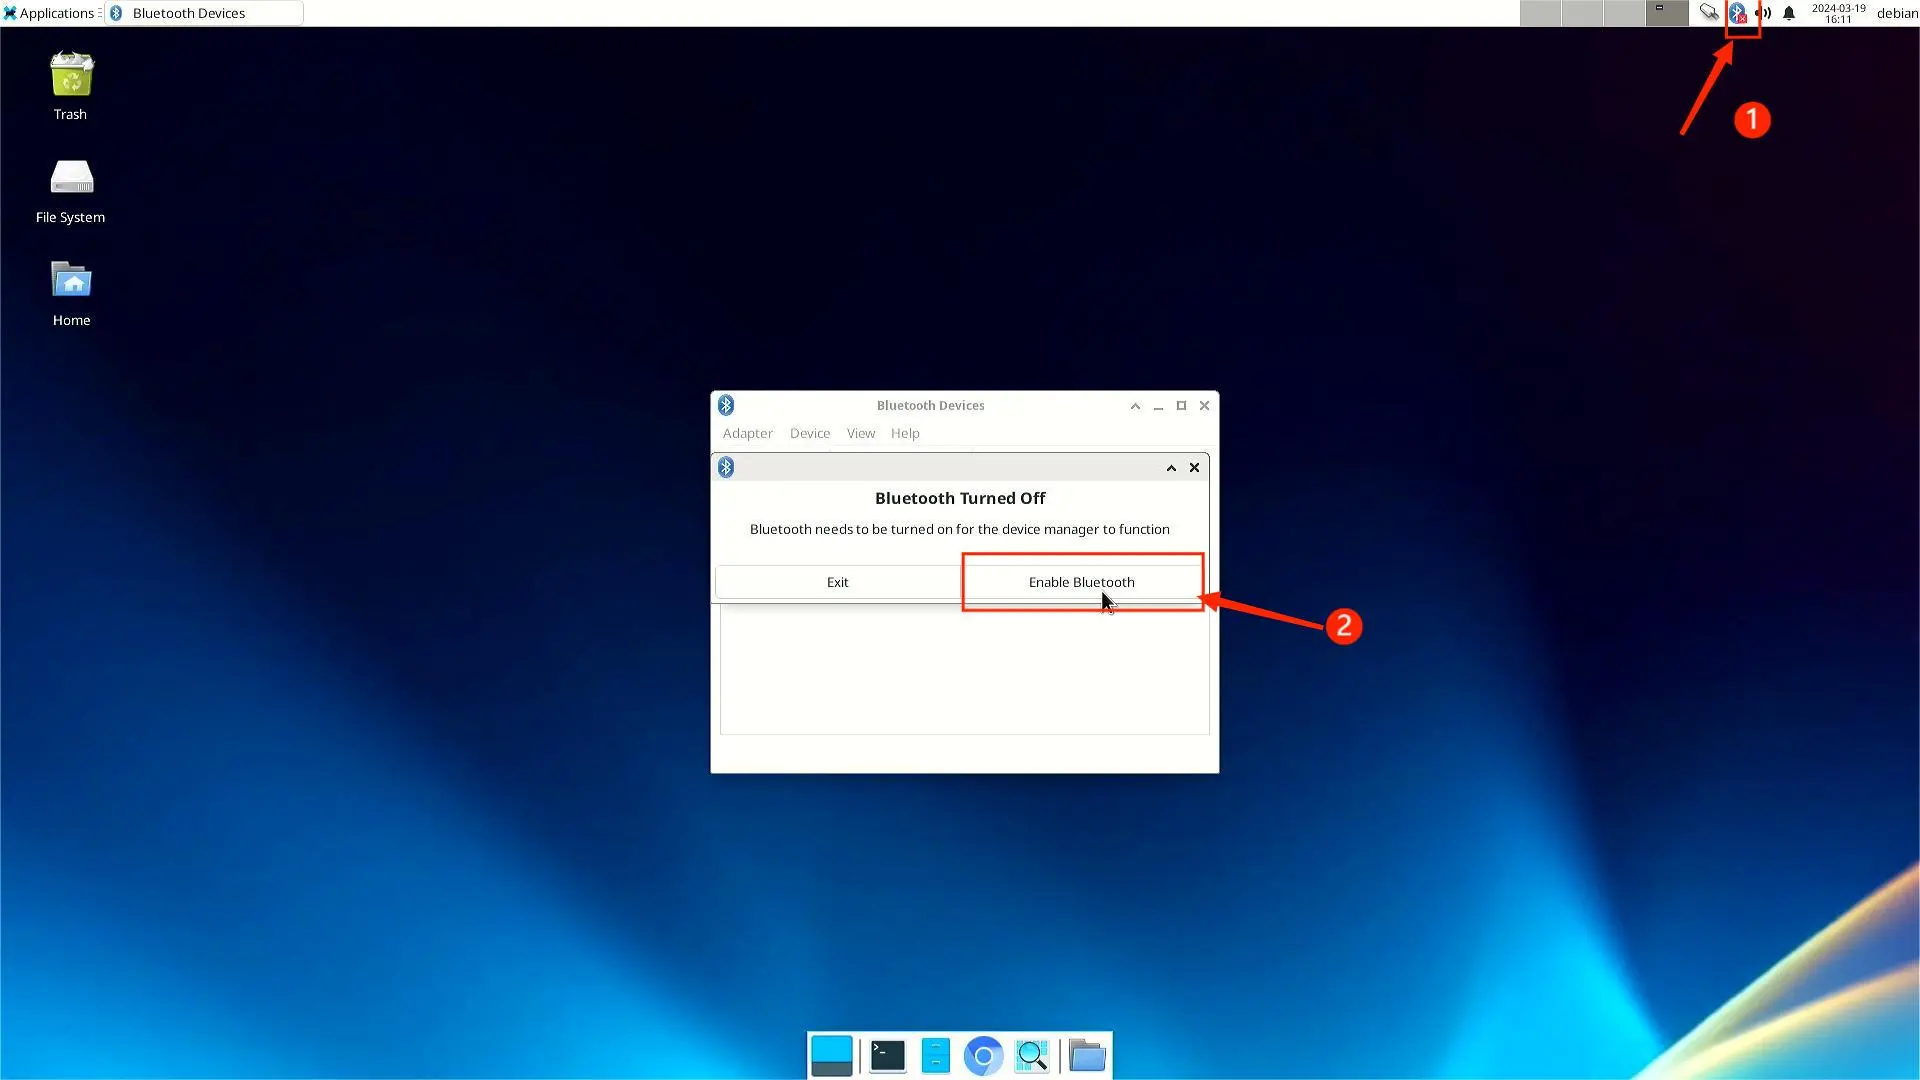 Applications
Bluetooth Devices
2024-03-19
16:11
debian
Trash
1
File System
Home
Bluetooth Devices
Adapter Device View Help
Bluetooth Turned Off
Bluetooth needs to be turned on for the device manager to function
Exit
Enable Bluetooth
2